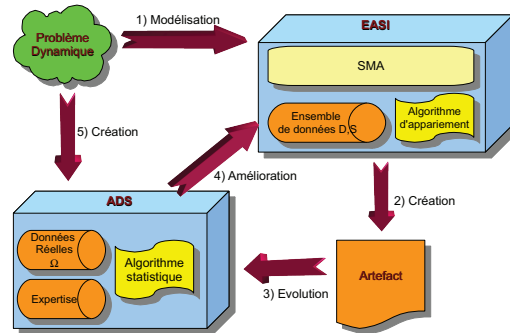 1) Modélisation
EASI
Problème
Dynamique
SMA
Ensemble
de données D,S
Algorithme
d'appariement
5) Création
4) Amélioration
2) Création
ADS
Données
Réelles
Ω
Algorithme
statistique
Expertise
Artefact
3) Evolution